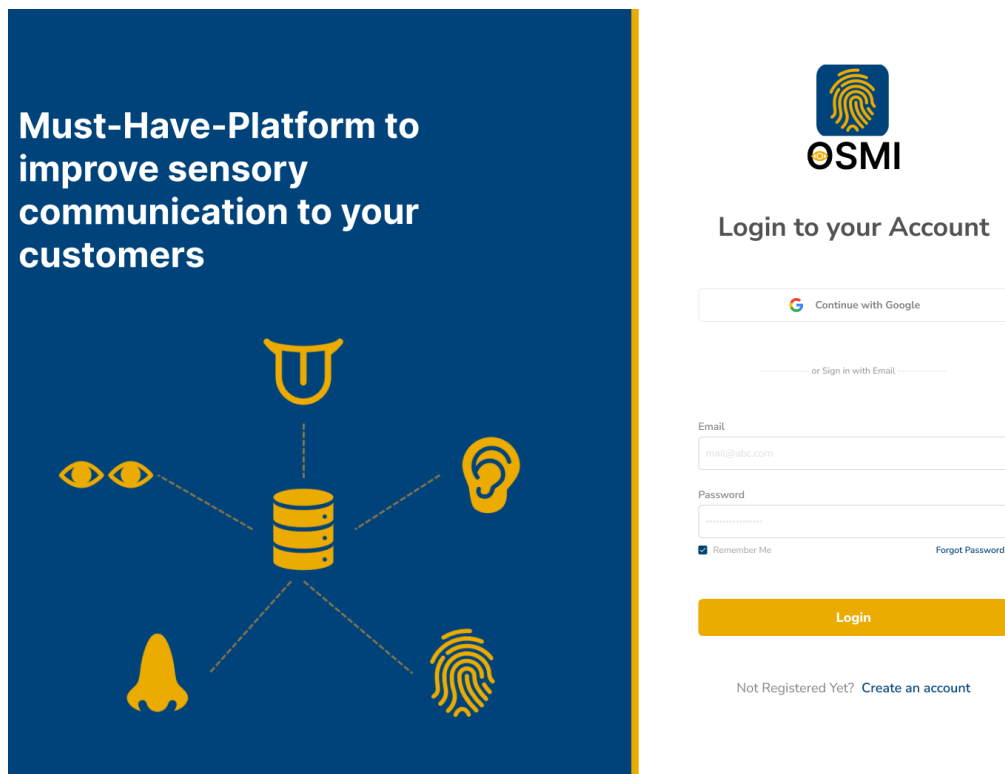 Must-Have-Platform to
improve sensory
communication to your
customers
OSMI
Login to your Account
Continue with Google
------------- or Sign in with Email -------------
Email
mail@abc.com
Password
****************
Remember Me
Forgot Password
Login
Not Registered Yet? Create an account